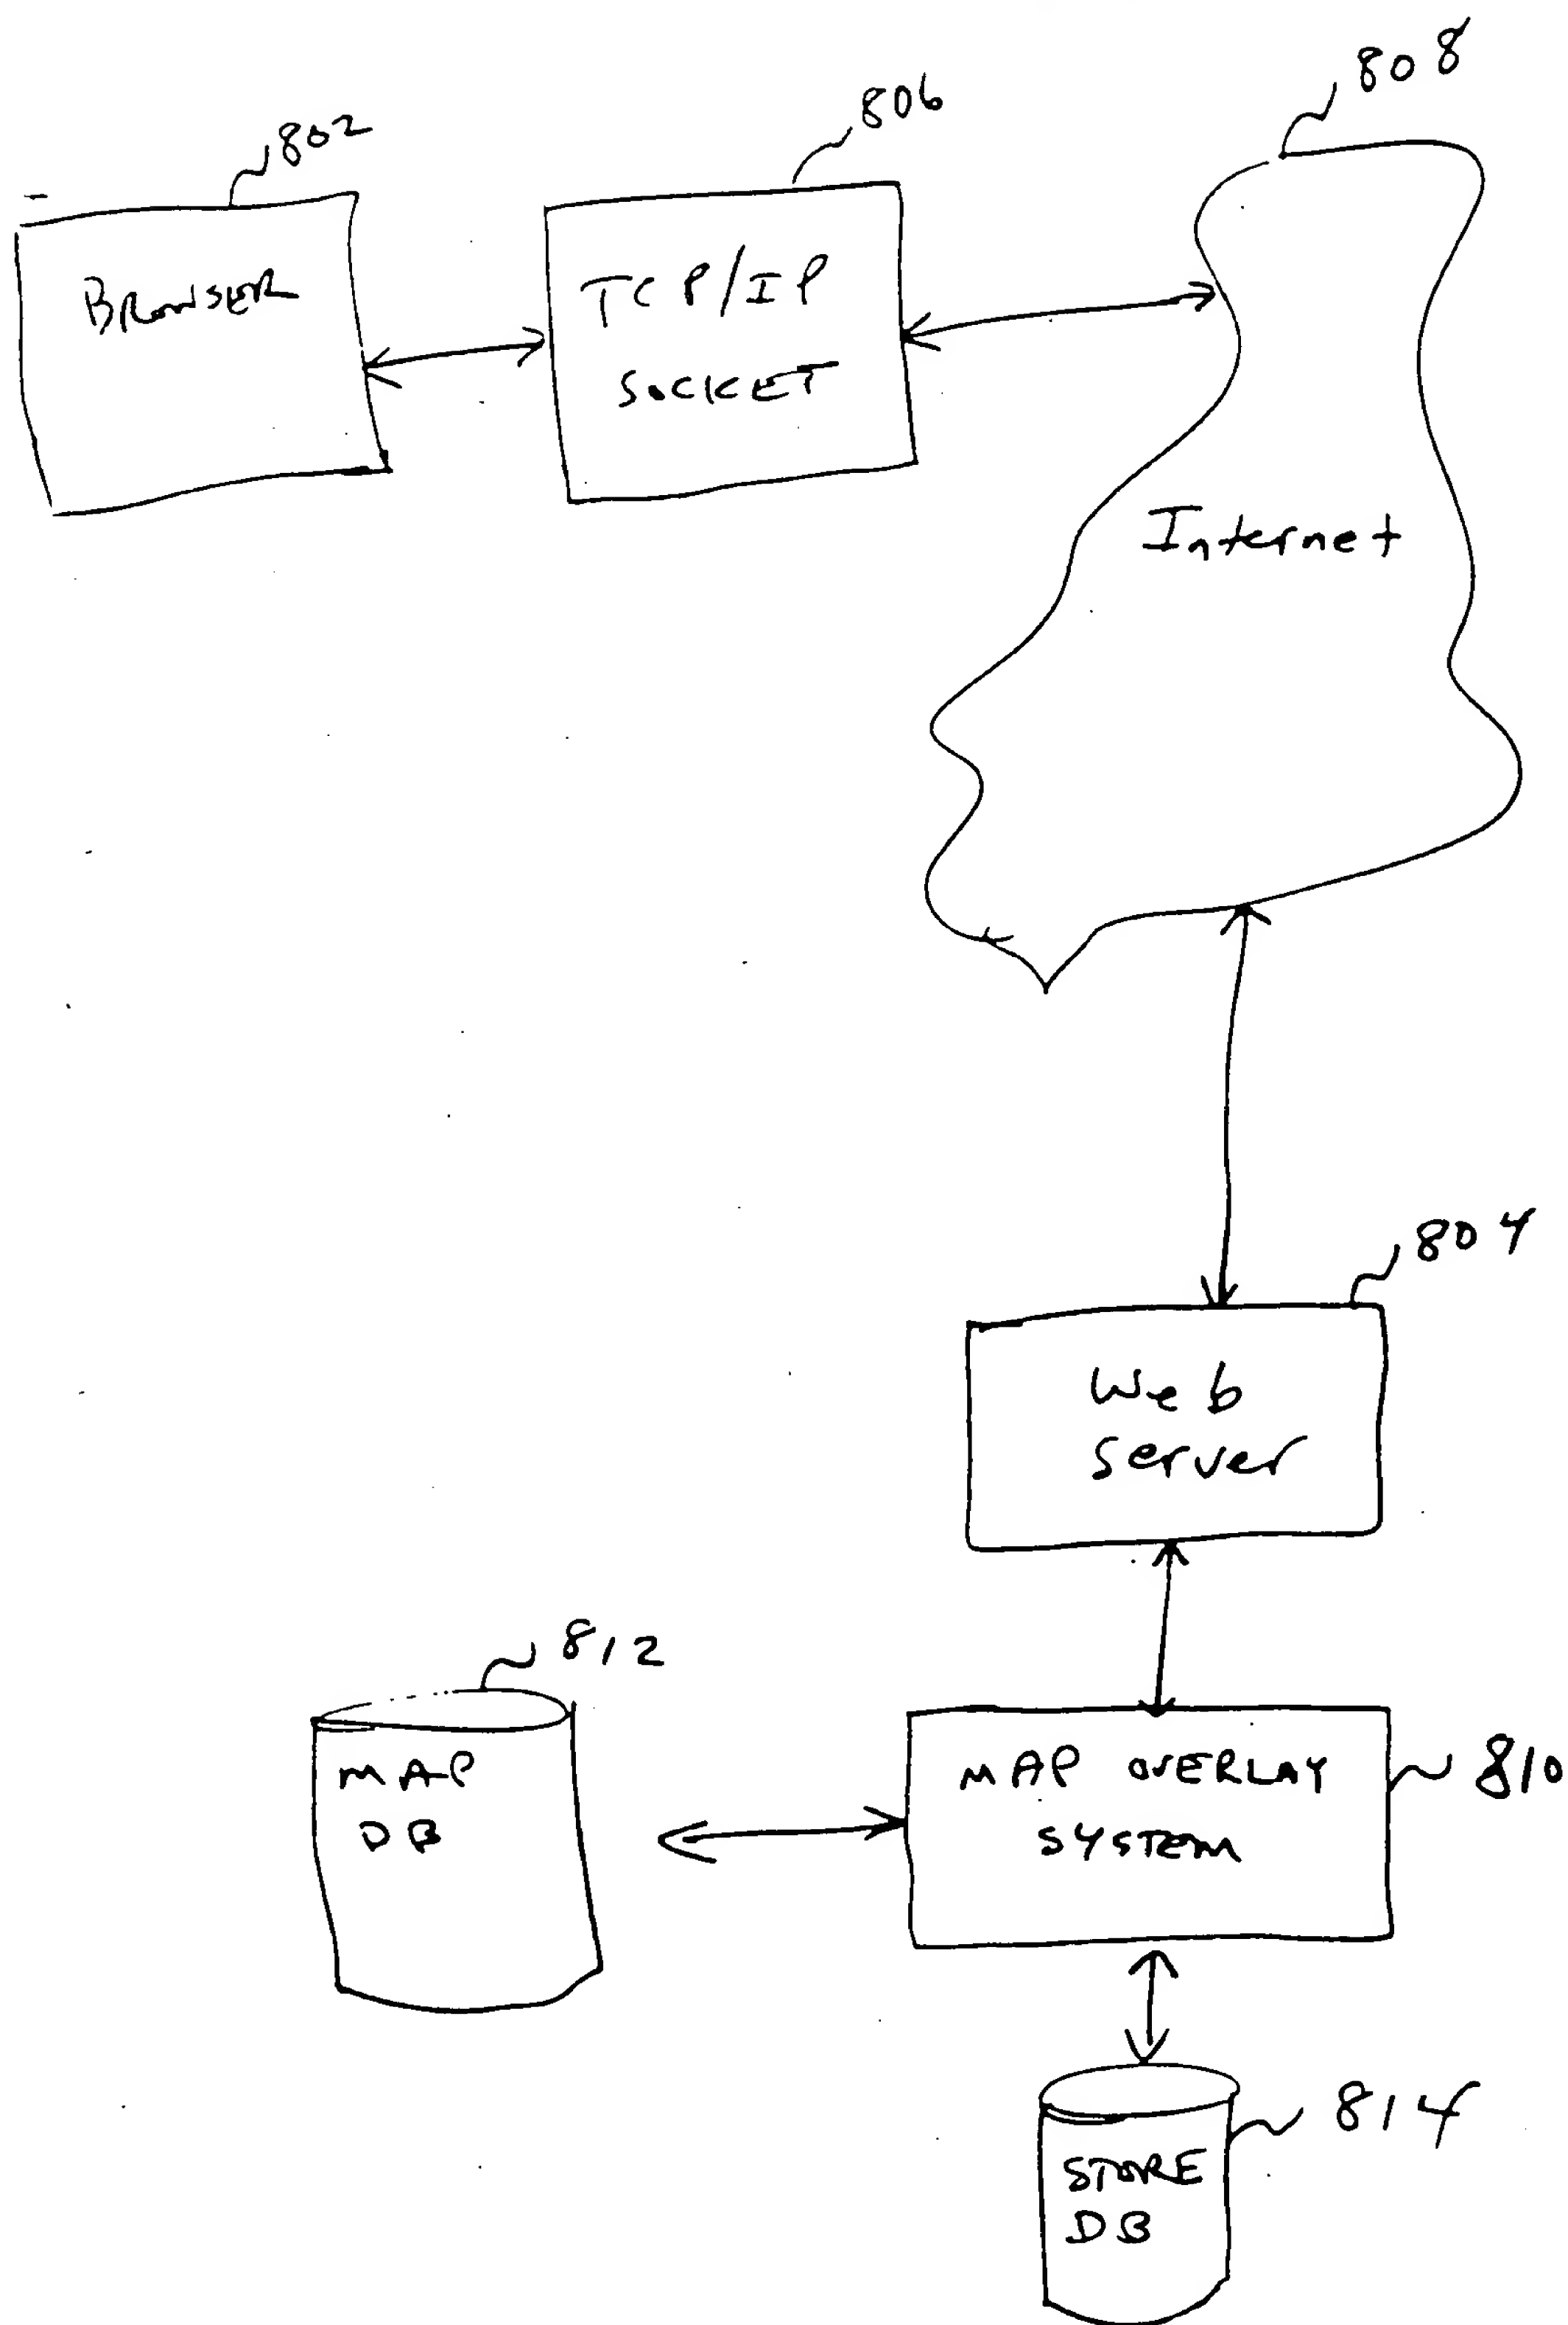 802
806
808
BROWSER
TCP/IP
SOCKET
Internet
804
Web
Server
812
MAP
DB
MAP OVERLAY
SYSTEM
810
814
STORE
DB